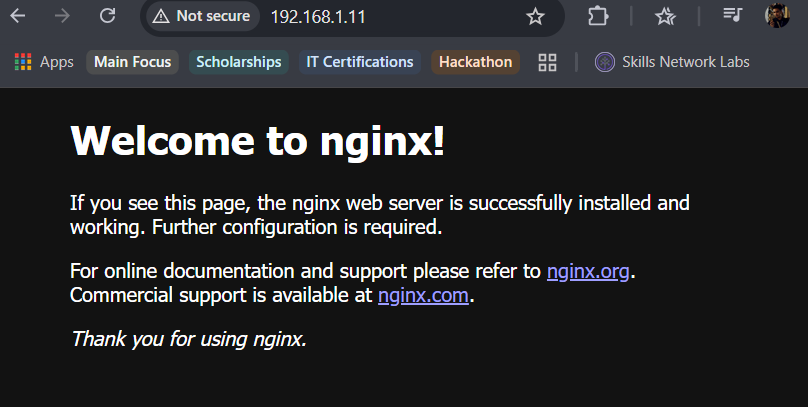 Not secure 192.168.1.11
Apps Main Focus Scholarships IT Certifications Hackathon Skills Network Labs
Welcome to nginx!
If you see this page, the nginx web server is successfully installed and
working. Further configuration is required.
For online documentation and support please refer to nginx.org.
Commercial support is available at nginx.com.
Thank you for using nginx.